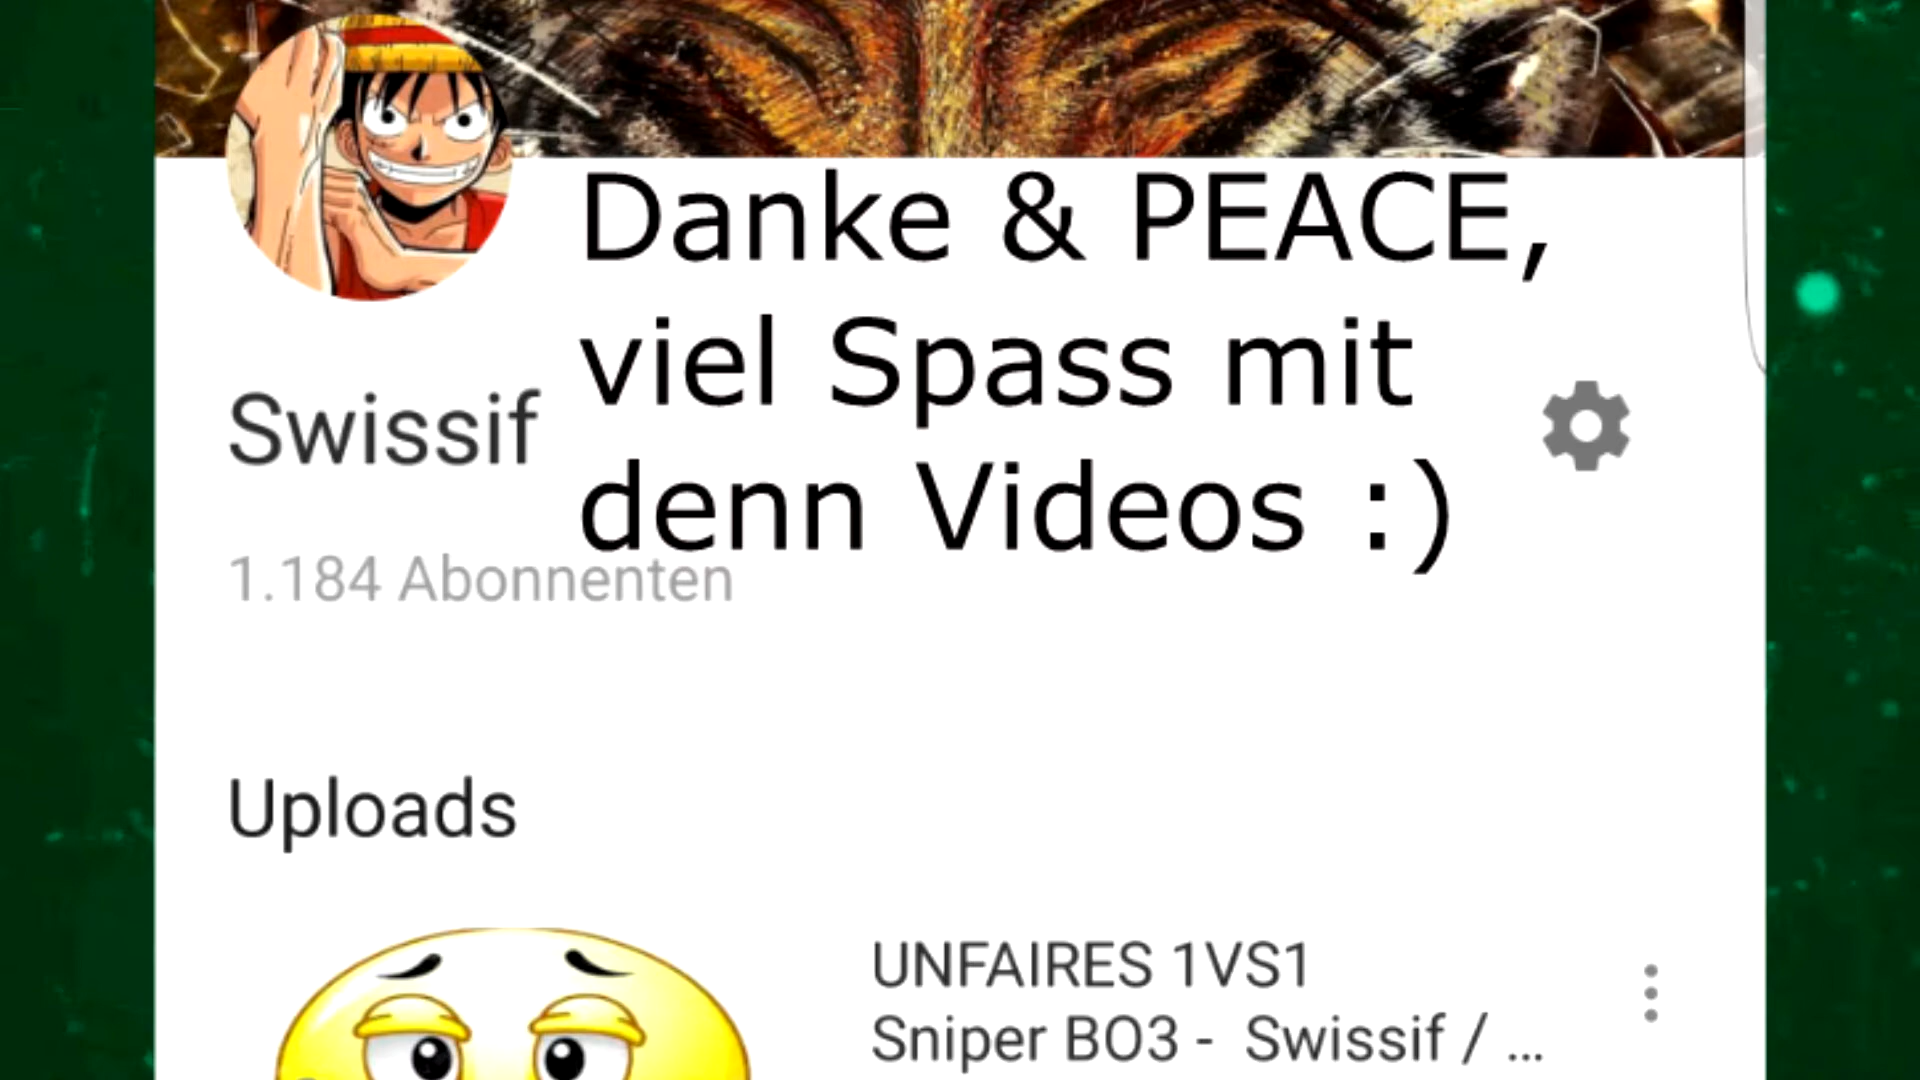 Danke & PEACE,
viel Spass mit
denn Videos :)
Swissif
1.184 Abonnenten
Uploads
UNFAIRES 1VS1
Sniper BO3 - Swissif / ...